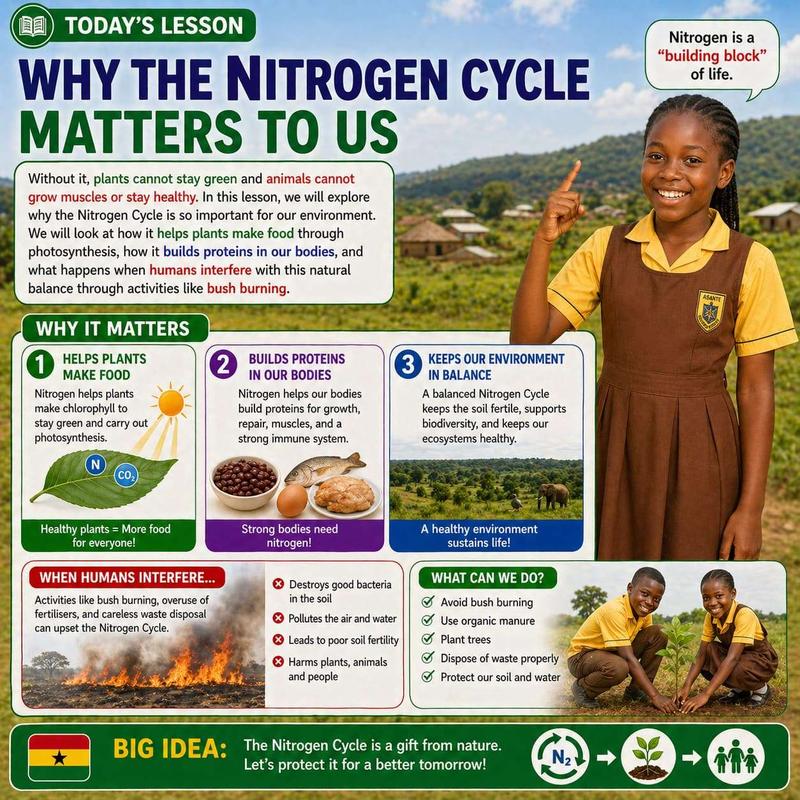 TODAY'S LESSON
WHY THE NITROGEN CYCLE
MATTERS TO US
Nitrogen is a
"building block"
of life.
Without it, plants cannot stay green and animals cannot
grow muscles or stay healthy. In this lesson, we will explore
why the Nitrogen Cycle is so important for our environment.
We will look at how it helps plants make food through
photosynthesis, how it builds proteins in our bodies, and
what happens when humans interfere with this natural
balance through activities like bush burning.
ASANTE
WHY IT MATTERS
1 HELPS PLANTS
MAKE FOOD
Nitrogen helps plants
make chlorophyll to
stay green and carry out
photosynthesis.
N
CO₂
Healthy plants = More food
for everyone!
2 BUILDS PROTEINS
IN OUR BODIES
Nitrogen helps our bodies
build proteins for growth,
repair, muscles, and a
strong immune system.
Strong bodies need
nitrogen!
3 KEEPS OUR ENVIRONMENT
IN BALANCE
A balanced Nitrogen Cycle
keeps the soil fertile, supports
biodiversity, and keeps our
ecosystems healthy.
A healthy environment
sustains life!
WHEN HUMANS INTERFERE...
Activities like bush burning, overuse of
fertilisers, and careless waste disposal
can upset the Nitrogen Cycle.
Destroys good bacteria
in the soil
Pollutes the air and water
Leads to poor soil fertility
Harms plants, animals
and people
WHAT CAN WE DO?
Avoid bush burning
Use organic manure
Plant trees
Dispose of waste properly
Protect our soil and water
BIG IDEA:
The Nitrogen Cycle is a gift from nature.
Let's protect it for a better tomorrow!
N₂